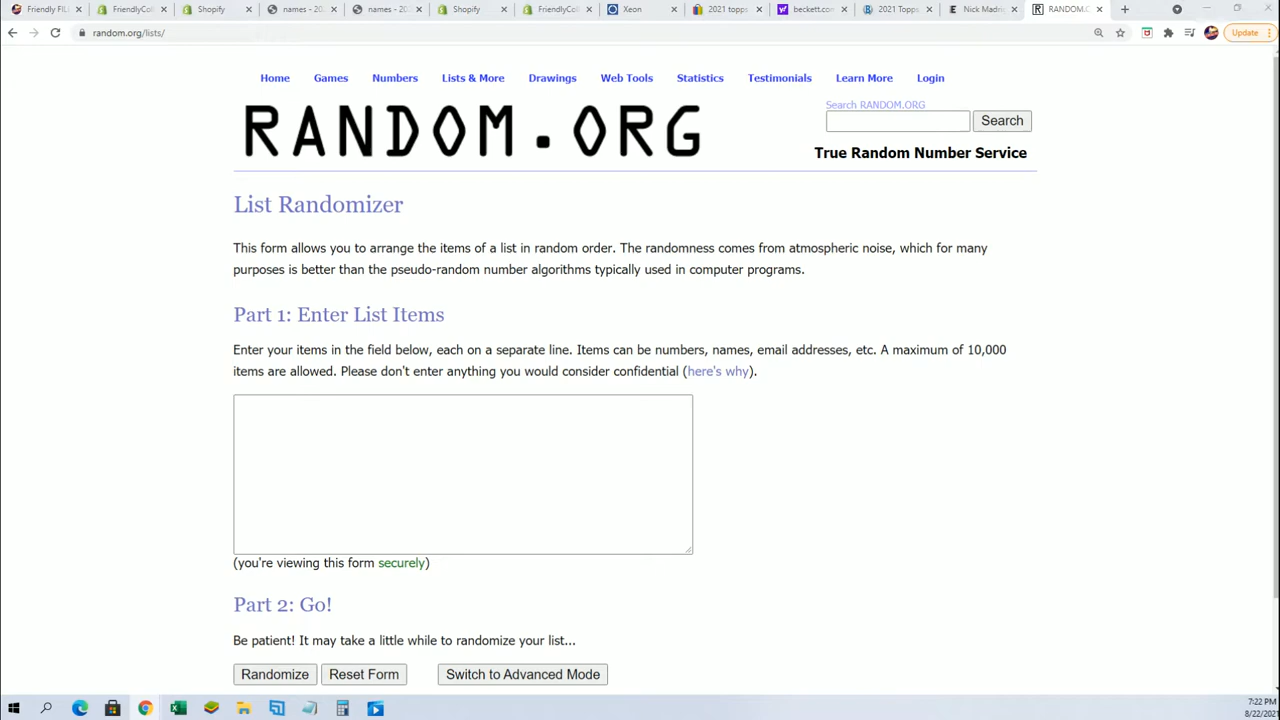 Friendly FIL
FriendlyCol
Shopify
names - 20
names - 20
Shopify
FriendlyCol
Xeon
2021 topps
beckett.com
2021 Topps
Nick Madri
RANDOM.O
random.org/lists/
Update
Home Games Numbers Lists & More Drawings Web Tools Statistics Testimonials Learn More Login
RANDOM.ORG
Search RANDOM.ORG
Search
True Random Number Service
List Randomizer
This form allows you to arrange the items of a list in random order. The randomness comes from atmospheric noise, which for many
purposes is better than the pseudo-random number algorithms typically used in computer programs.
Part 1: Enter List Items
Enter your items in the field below, each on a separate line. Items can be numbers, names, email addresses, etc. A maximum of 10,000
items are allowed. Please don't enter anything you would consider confidential (here's why).
(you're viewing this form securely)
Part 2: Go!
Be patient! It may take a little while to randomize your list...
Randomize Reset Form Switch to Advanced Mode
7:22 PM
8/22/2021